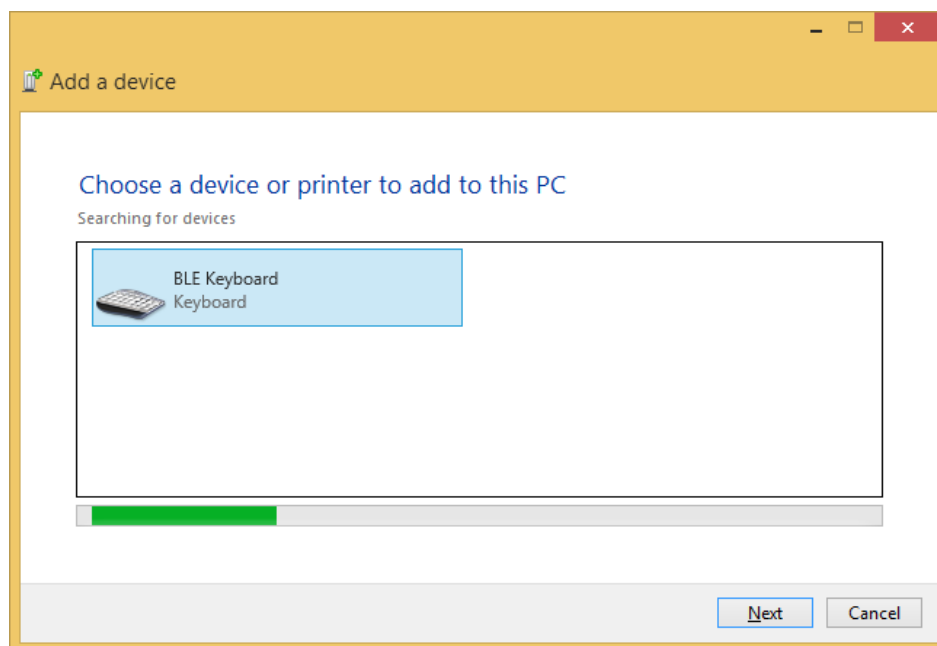 Add a device
Choose a device or printer to add to this PC
Searching for devices
BLE Keyboard
Keyboard
Next
Cancel